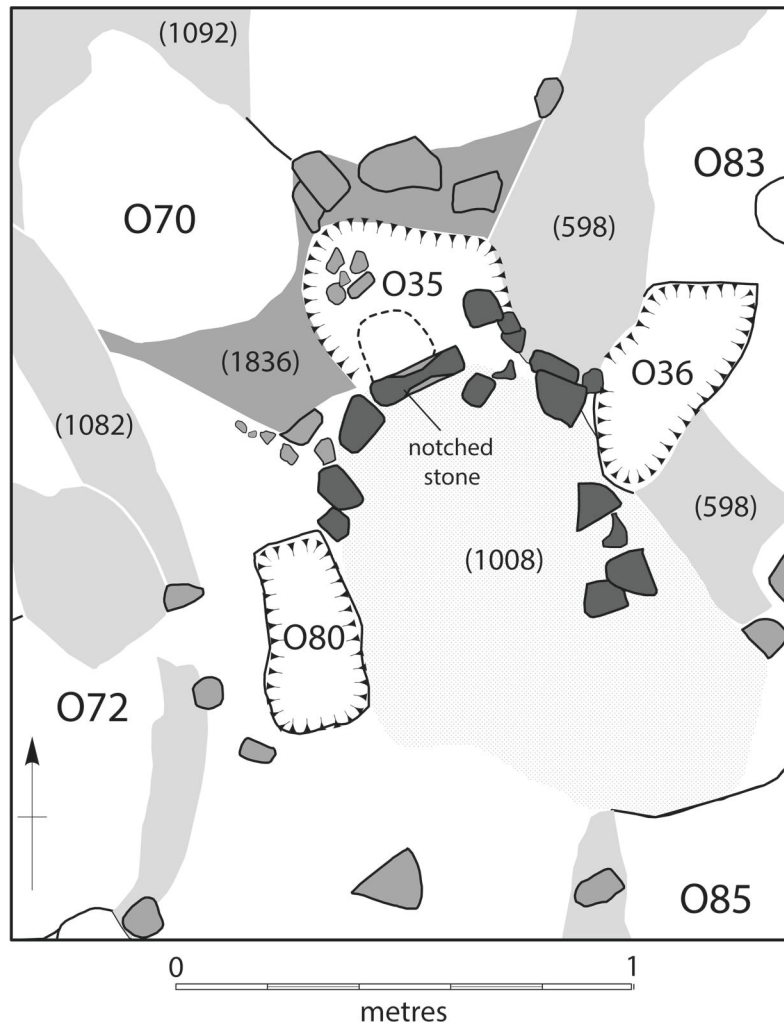 (1092)
O83
O70
(598)
O35
(1836)
O36
(1082)
notched
stone
(598)
(1008)
O80
O72
O85
0 1
metres